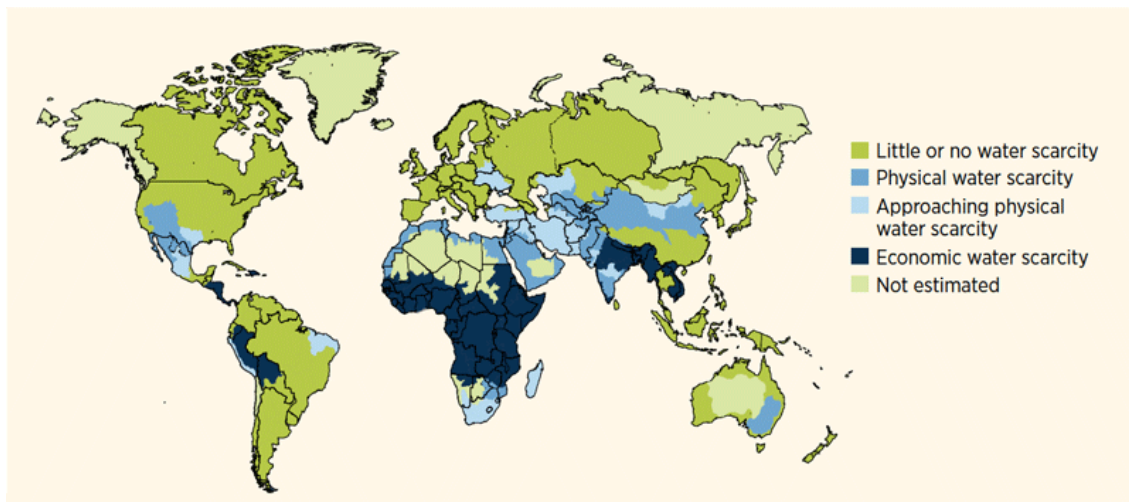 Little or no water scarcity
Physical water scarcity
Approaching physical
water scarcity
Economic water scarcity
Not estimated